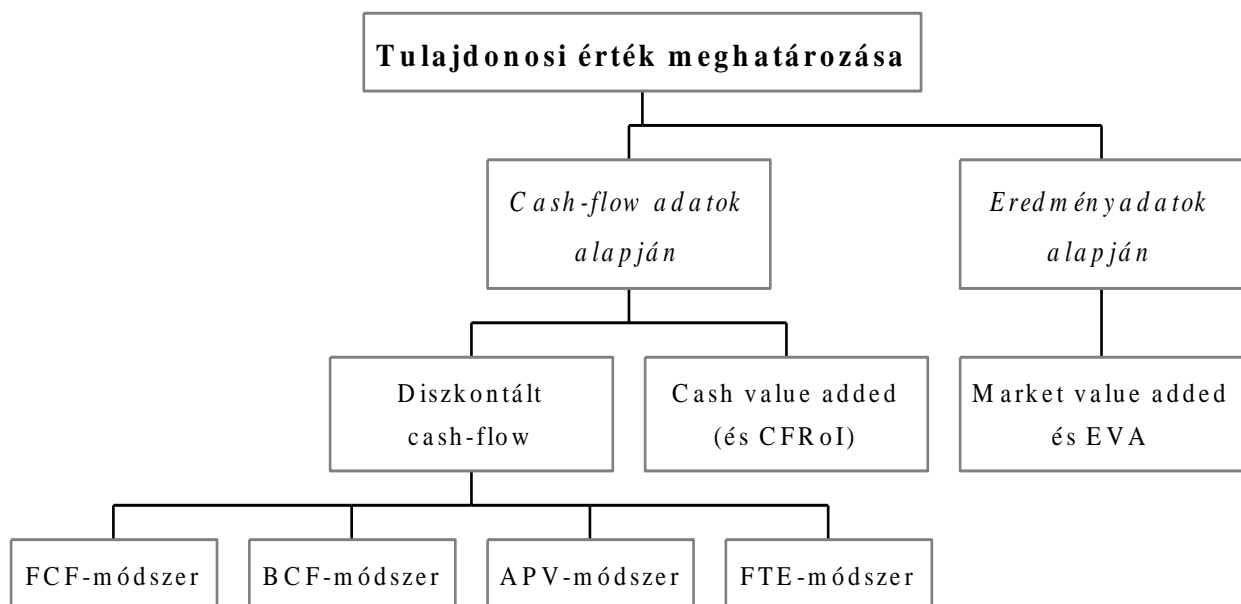 Tulajdonosi érték meghatározása
Cash-flow adatok
alapján
Eredményadatok
alapján
Diszkontált
cash-flow
Cash value added
(és CFRoI)
Market value added
és EVA
FCF-módszer
BCF-módszer
APV-módszer
FTE-módszer